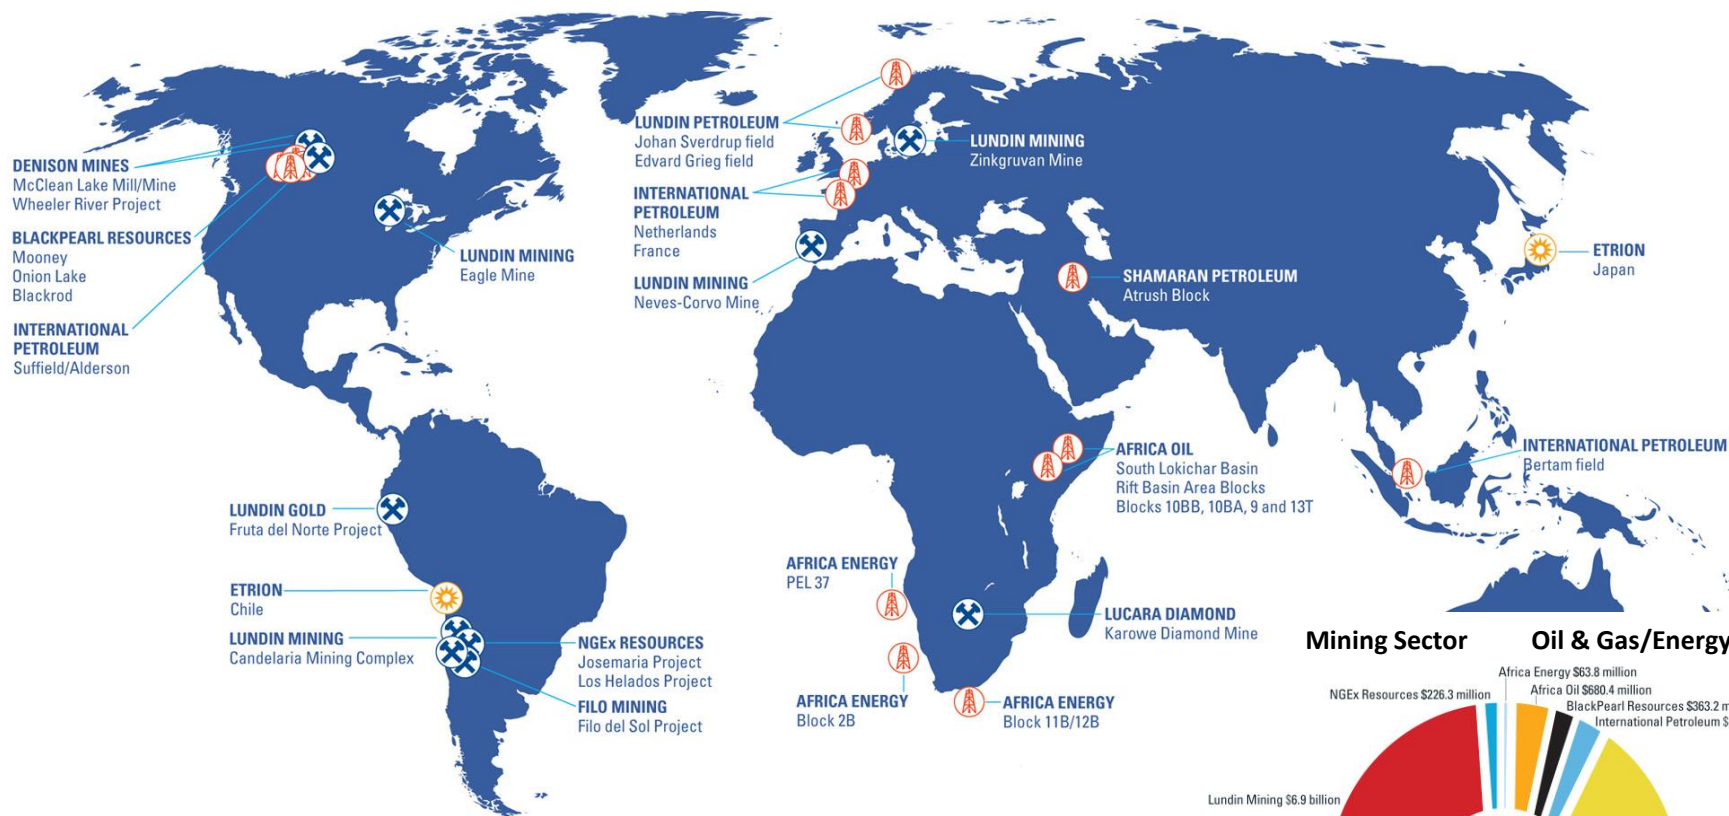 DENISON MINES
McClean Lake Mill/Mine
Wheeler River Project
BLACKPEARL RESOURCES
Mooney
Onion Lake
Blackrod
INTERNATIONAL
PETROLEUM
Suffield/Alderson
LUNDIN MINING
Eagle Mine
LUNDIN PETROLEUM
Johan Sverdrup field
Edvard Grieg field
INTERNATIONAL
PETROLEUM
Netherlands
France
LUNDIN MINING
Neves-Corvo Mine
LUNDIN MINING
Zinkgruvan Mine
SHAMARAN PETROLEUM
Atrush Block
ETRION
Japan
AFRICA OIL
South Lokichar Basin
Rift Basin Area Blocks
Blocks 10BB, 10BA, 9 and 13T
INTERNATIONAL PETROLEUM
Bertam field
LUNDIN GOLD
Fruta del Norte Project
ETRION
Chile
LUNDIN MINING
Candelaria Mining Complex
NGEx RESOURCES
Josemaria Project
Los Helados Project
FILO MINING
Filo del Sol Project
AFRICA ENERGY
PEL 37
AFRICA ENERGY
Block 2B
AFRICA ENERGY
Block 11B/12B
LUCARA DIAMOND
Karowe Diamond Mine
Mining Sector
Oil & Gas/Energy
Africa Energy $63.8 million
NGEx Resources $226.3 million
Africa Oil $680.4 million
BlackPearl Resources $363.2 m
International Petroleum $
Lundin Mining $6.9 billion